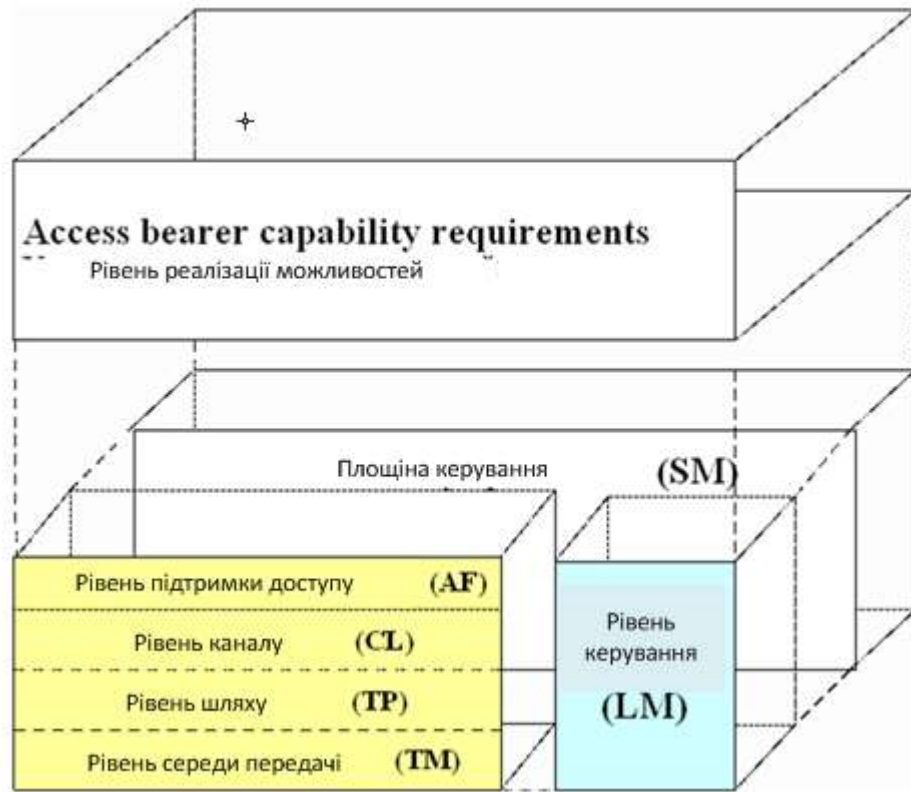 Access bearer capability requirements
Рівень реалізації можливостей
Площіна керування (SM)
Рівень підтримки доступу (AF)
Рівень каналу (CL)
Рівень шляху (TP)
Рівень середи передачі (TM)
Рівень
керування
(LM)